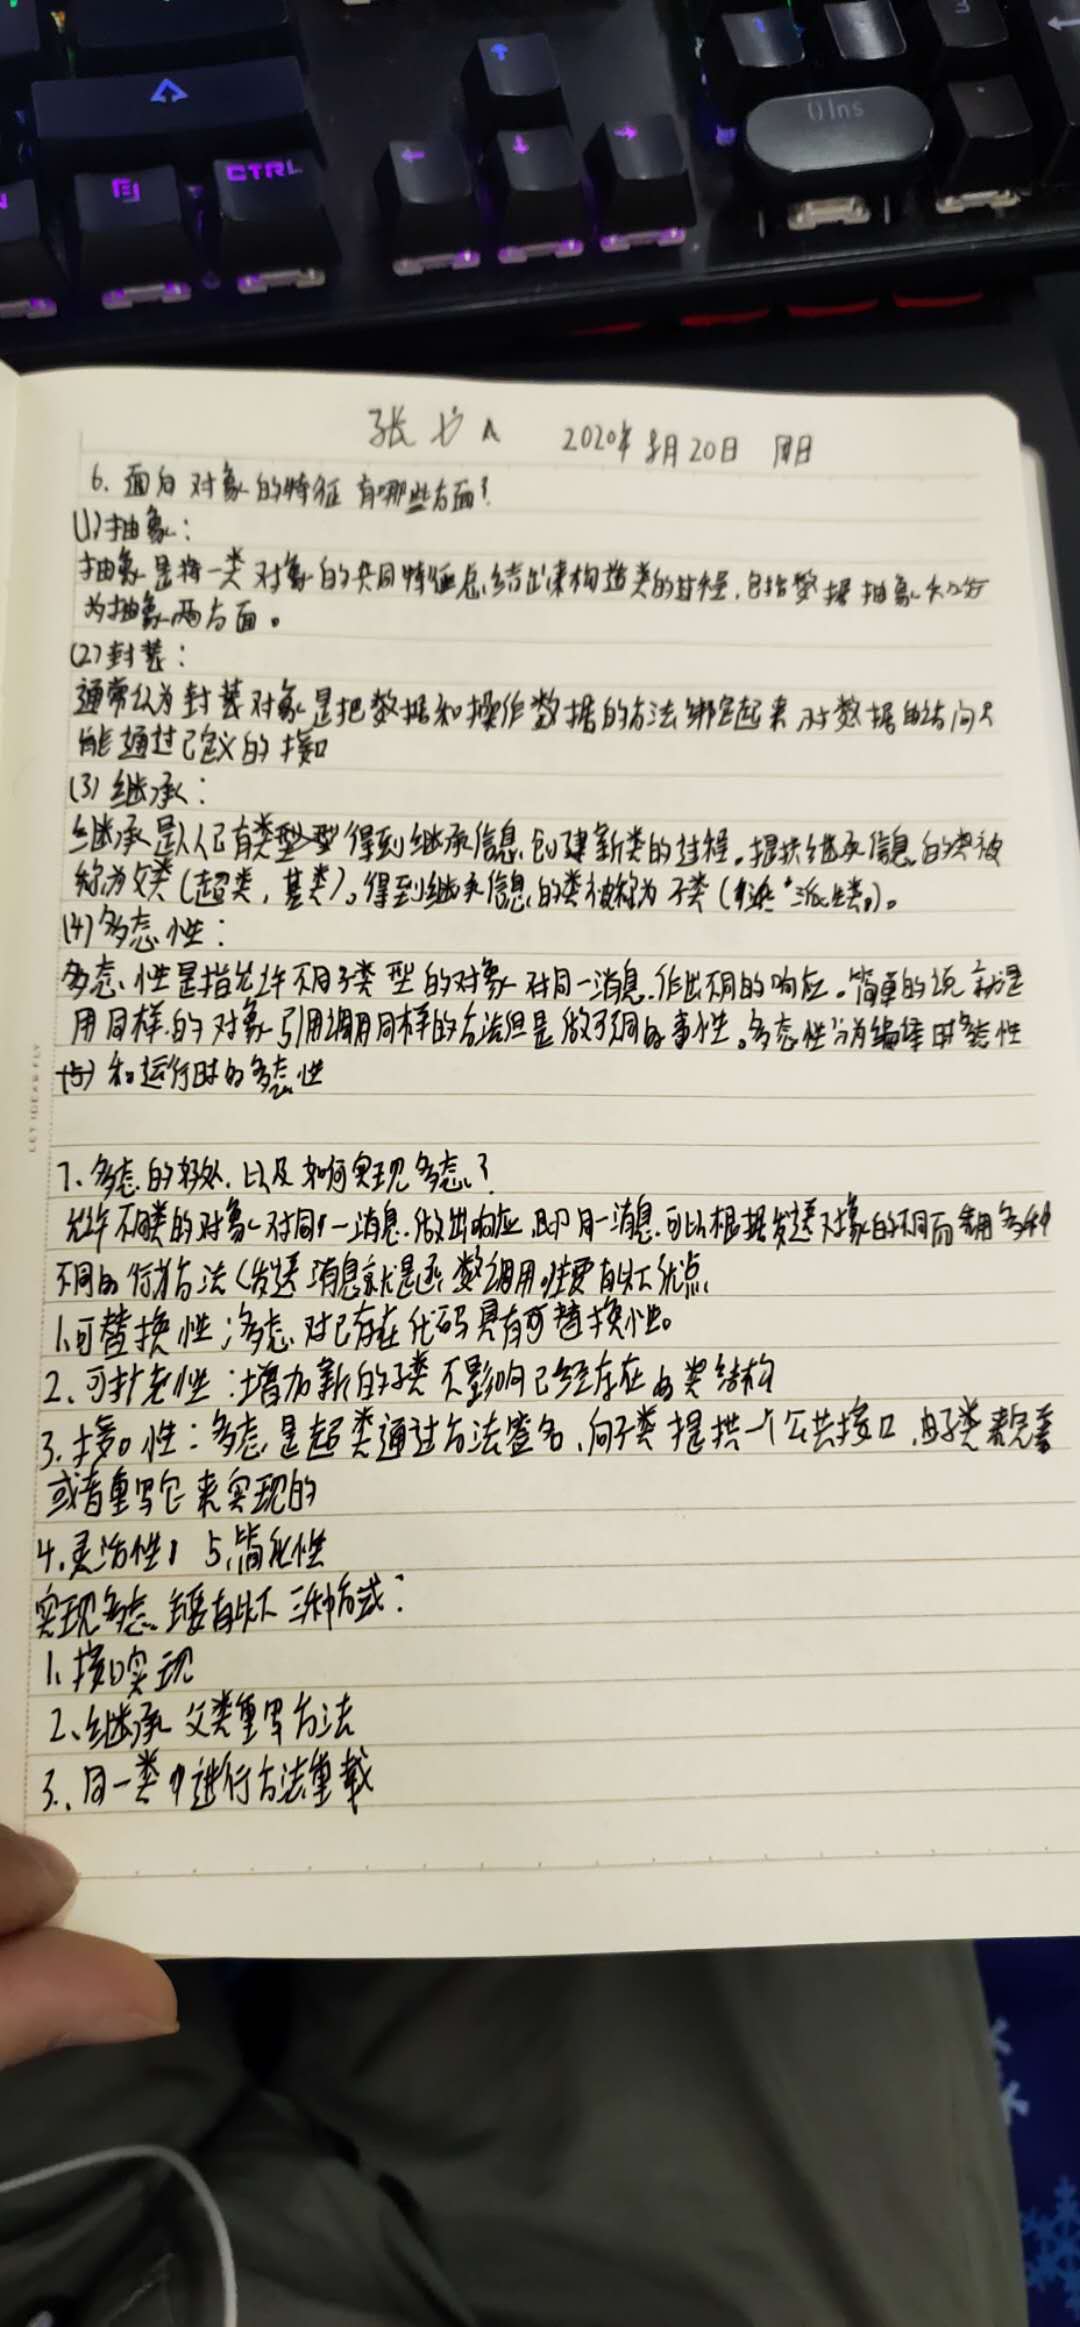 CTRL
0 Ins
张 2020年 月20日 周日
6. 面向对象的特征有哪些方面？
(1)抽象：
抽象是将一类对象的共同特征总结出来构造类的过程，包括数据抽象和行
为抽象两方面。
(2)封装：
通常认为封装对象是把数据和操作数据的方法绑定起来 对数据的访问只
能通过已定义的接口
(3)继承：
继承是从已有类 得到继承信息创建新类的过程。提供继承信息的类被
称为父类(超类，基类)。得到继承信息的类被称为子类( 派生类)。
(4)多态性：
多态性是指允许不同子类型的对象对同一消息作出不同的响应。简单的说就是
用同样的对象引用调用同样的方法但是做了不同的事性。多态性分为编译时多态性
(5) 和运行时的多态性
LET IDEAS FLY
7. 多态的好处，以及如何实现多态？
允许不同类的对象对同一消息做出响应 即同一消息可以根据发送对象的不同而采用多种
不同的行为方法(发送消息就是函数调用。主要有以下优点
1.可替换性：多态对已存在代码具有可替换性。
2. 可扩充性：增加新的子类不影响已经存在的类结构
3. 接口性：多态是超类通过方法签名，向子类提供一个公共接口，由子类来完善
或者重写它来实现的
4.灵活性； 5.简化性
实现多态主要有以下三种方式：
1. 接口实现
2. 继承父类重写方法
3. 同一类中进行方法重载